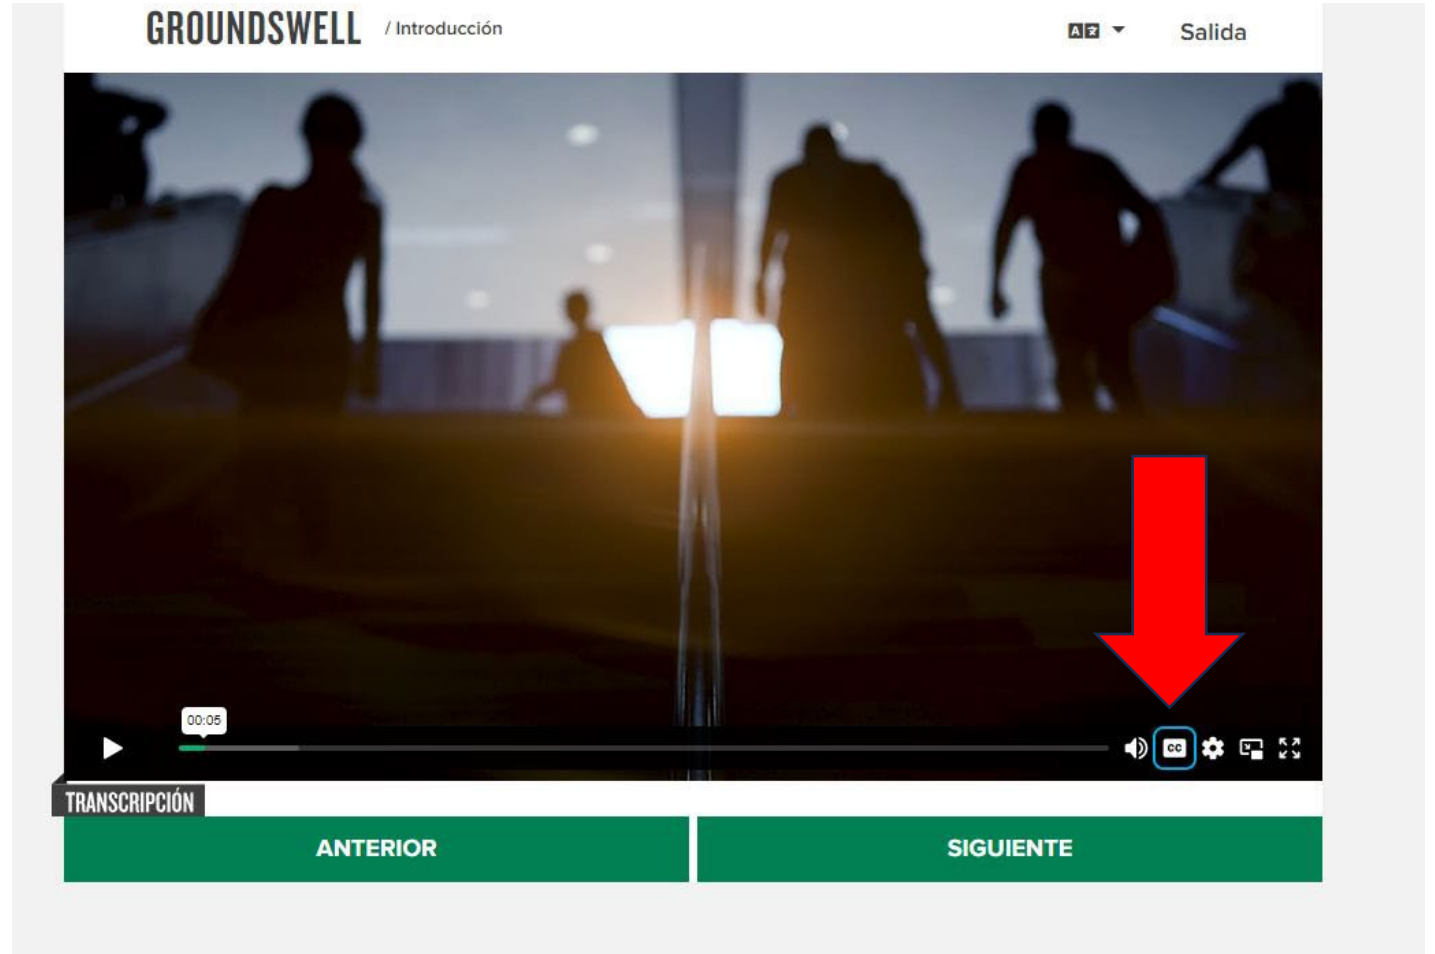 GROUNDSWELL / Introducción
Salida
00:05
CC
TRANSCRIPCIÓN
ANTERIOR
SIGUIENTE